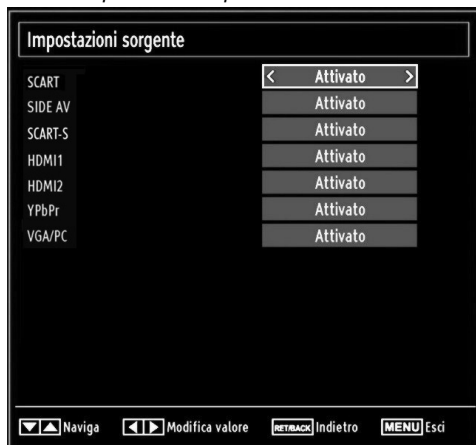 Impostazioni sorgente
SCART < Attivato >
SIDE AV Attivato
SCART-S Attivato
HDMI1 Attivato
HDMI2 Attivato
YPbPr Attivato
VGA/PC Attivato
Naviga Modifica valore RET/BACK Indietro MENU Esci